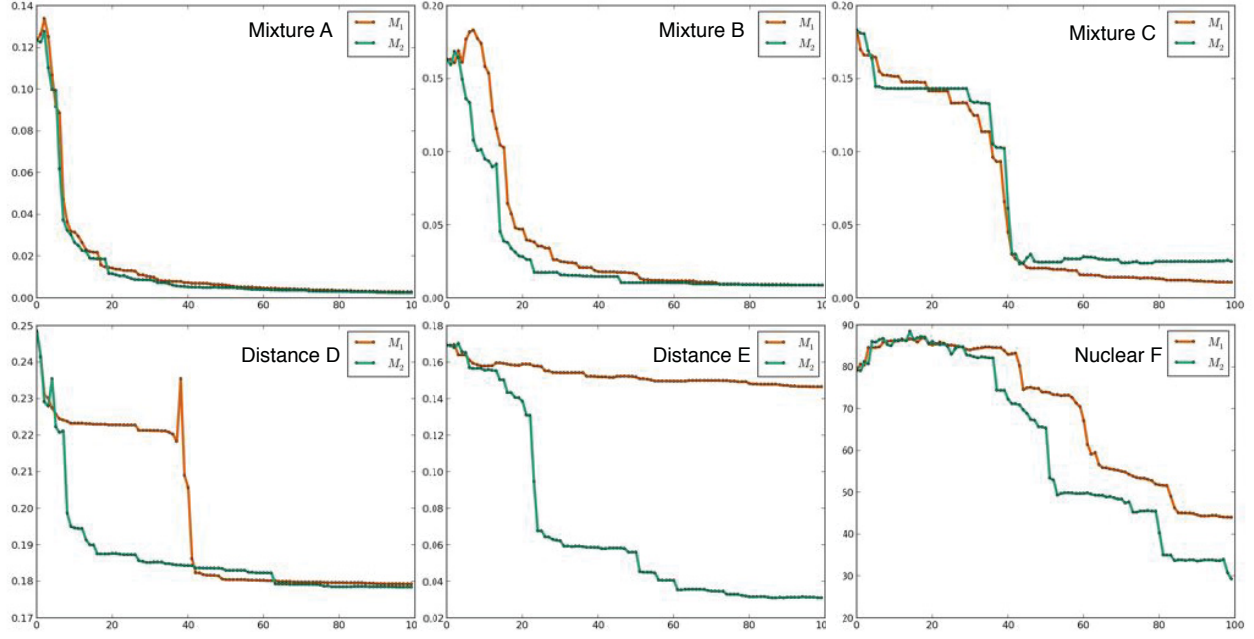 0.14
0.12
0.10
0.08
0.06
0.04
0.02
0.00
Mixture A
M₁
M₂
0 20 40 60 80 10
0.20
0.15
0.10
0.05
0.00
Mixture B
M₁
M₂
0 20 40 60 80 10
0.20
0.15
0.10
0.05
0.00
Mixture C
M₁
M₂
0 20 40 60 80 100
0.25
0.24
0.23
0.22
0.21
0.20
0.19
0.18
0.17
Distance D
M₁
M₂
0 20 40 60 80 10
0.18
0.16
0.14
0.12
0.10
0.08
0.06
0.04
0.02
Distance E
M₁
M₂
0 20 40 60 80 10
90
80
70
60
50
40
30
20
Nuclear F
M₁
M₂
0 20 40 60 80 100